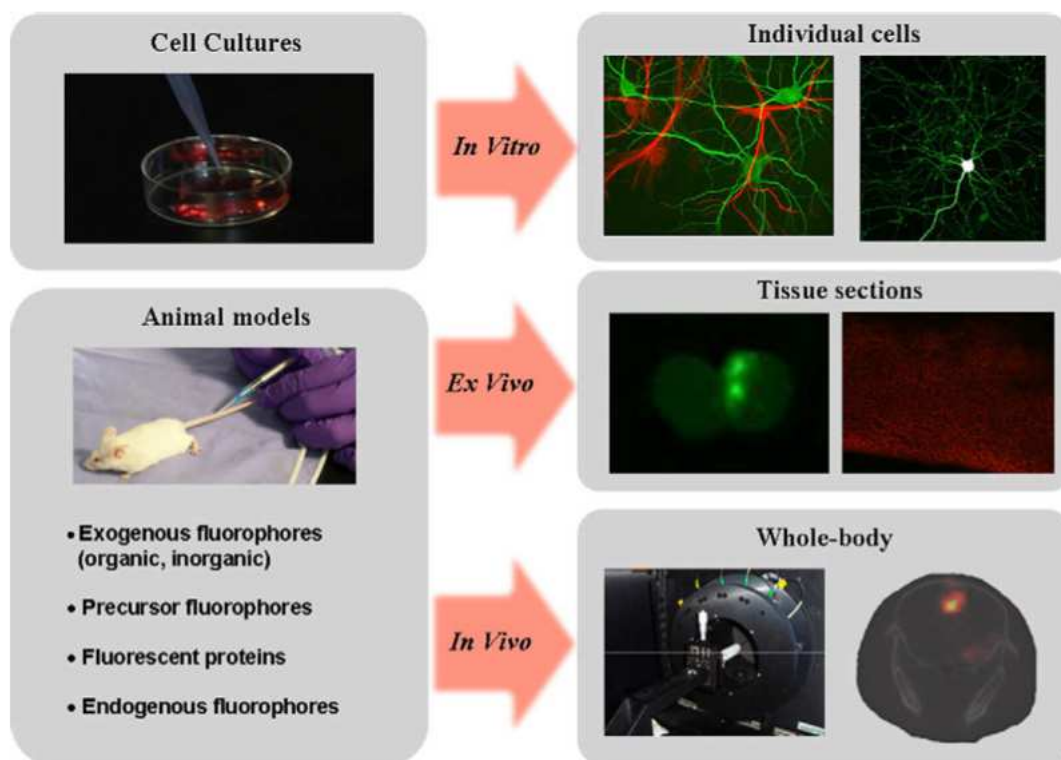 Cell Cultures
In Vitro
Individual cells
Animal models
• Exogenous fluorophores
(organic, inorganic)
• Precursor fluorophores
• Fluorescent proteins
• Endogenous fluorophores
Ex Vivo
Tissue sections
In Vivo
Whole-body